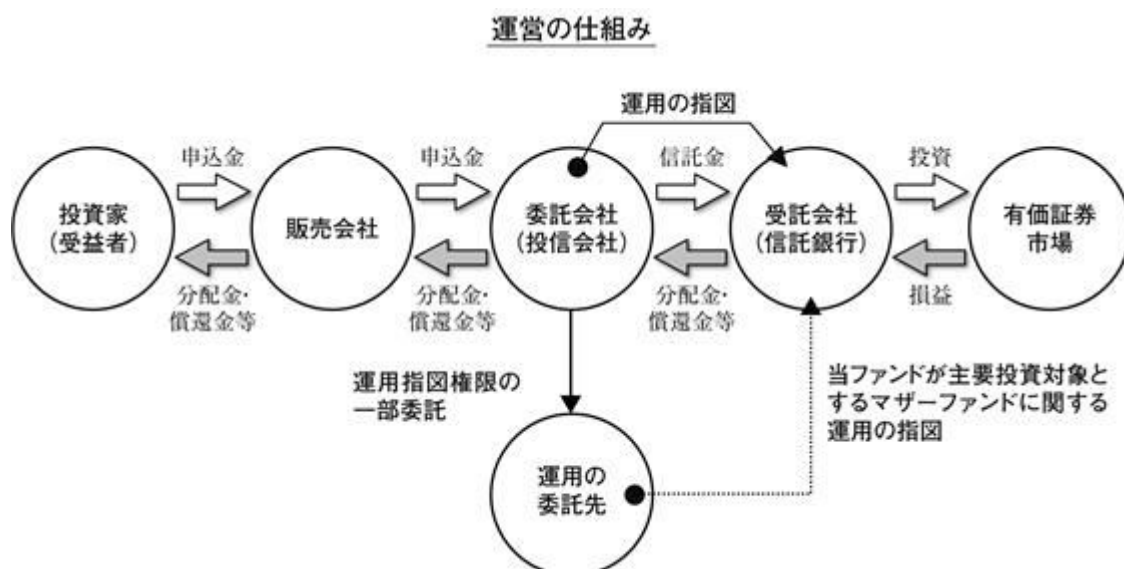 運営の仕組み
運用の指図
申込金
申込金
信託金
投資
投資家
(受益者)
販売会社
委託会社
(投信会社)
受託会社
(信託銀行)
有価証券
市場
分配金・
償還金等
分配金・
償還金等
分配金・
償還金等
損益
運用指図権限の
一部委託
当ファンドが主要投資対象と
するマザーファンドに関する
運用の指図
運用の
委託先